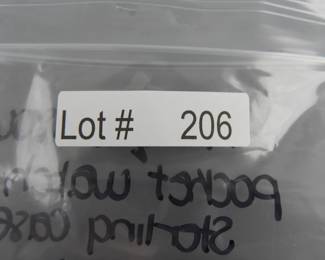 Lot # 206
pocket watch
Sterling case